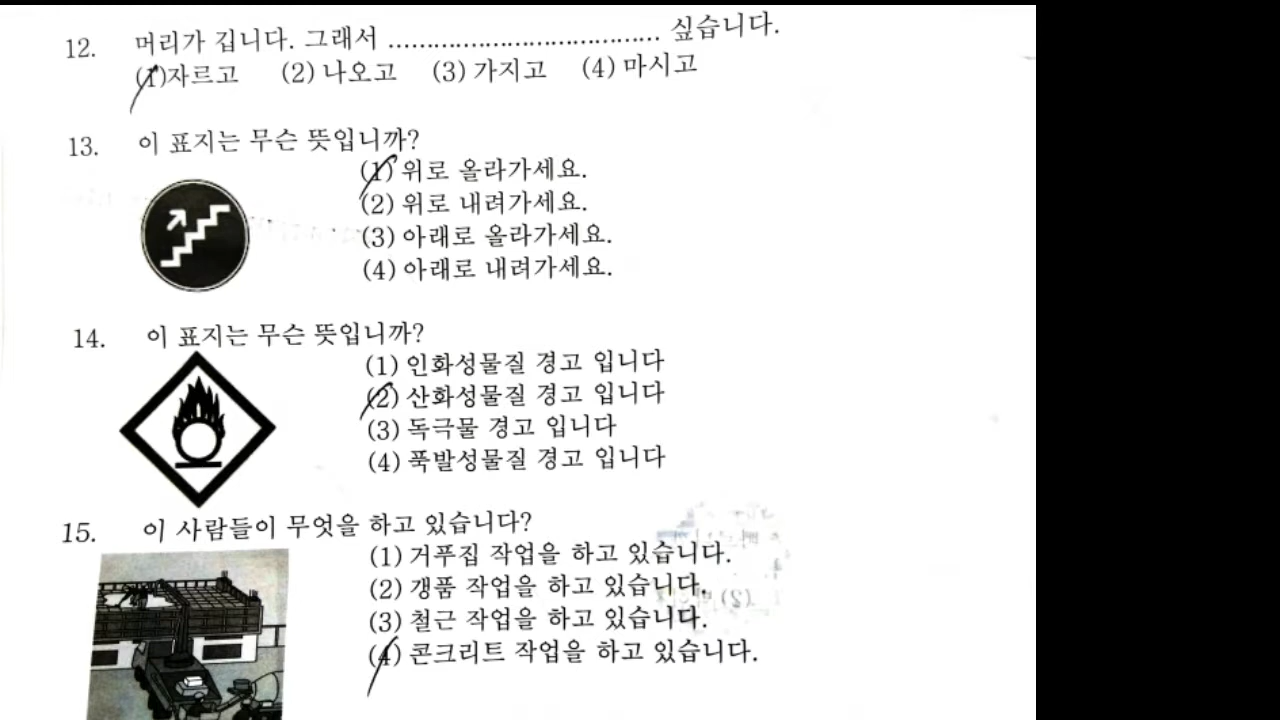 12. 머리가 깁니다. 그래서 .................................... 싶습니다.
(1)자르고 (2)나오고 (3)가지고 (4)마시고
13. 이 표지는 무슨 뜻입니까?
(1) 위로 올라가세요.
(2) 위로 내려가세요.
(3) 아래로 올라가세요.
(4) 아래로 내려가세요.
14. 이 표지는 무슨 뜻입니까?
(1) 인화성물질 경고 입니다
(2) 산화성물질 경고 입니다
(3) 독극물 경고 입니다
(4) 푹발성물질 경고 입니다
15. 이 사람들이 무엇을 하고 있습니다?
(1) 거푸집 작업을 하고 있습니다.
(2) 갱품 작업을 하고 있습니다.
(3) 철근 작업을 하고 있습니다.
(4) 콘크리트 작업을 하고 있습니다.